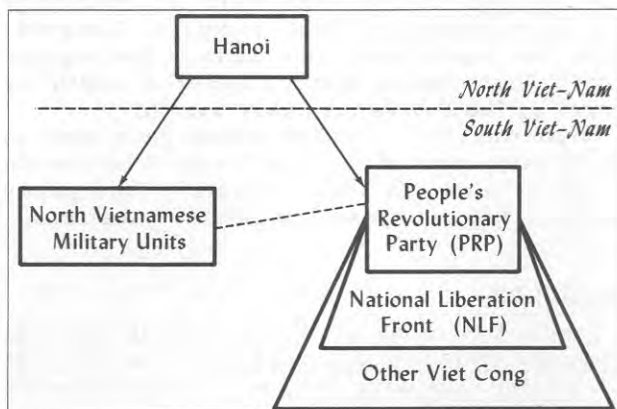 Hanoi
North Viet-Nam
South Viet-Nam
North Vietnamese
Military Units
People's
Revolutionary
Party (PRP)
National Liberation
Front (NLF)
Other Viet Cong